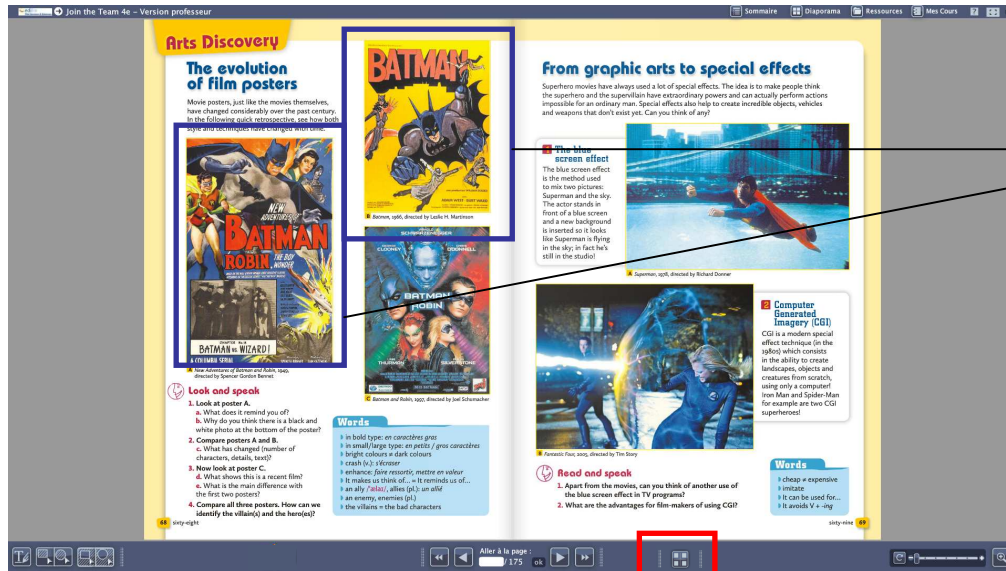 Join the Team 4e - Version professeur
Sommaire
Diaporama
Ressources
Mes Cours
?
Arts Discovery
The evolution
of film posters
Movie posters, just like the movies themselves,
have changed considerably over the past century.
In the following quick retrospective, see how both
style and techniques have changed with time.
NEW
ADVENTURES OF
BATMAN
AND
ROBIN, THE BOY
WONDER
CHAPTER
BATMAN vs. WIZARD!
A COLUMBIA SERIAL
A New Adventures of Batman and Robin, 1949,
directed by Spencer Gordon Bennet
BATMAN
ADAM WEST BURT WARD
B Batman, 1966, directed by Leslie H. Martinson
SCHWARZENEGGER
CLOONEY
O'DONNELL
BATMAN
ROBIN
THURMAN
SILVERSTONE
C Batman and Robin, 1997, directed by Joel Schumacher
Look and speak
1. Look at poster A.
a. What does it remind you of?
b. Why do you think there is a black and
white photo at the bottom of the poster?
2. Compare posters A and B.
c. What has changed (number of
characters, details, text)?
3. Now look at poster C.
d. What shows this is a recent film?
e. What is the main difference with
the first two posters?
4. Compare all three posters. How can we
identify the villain(s) and the hero(es)?
Words
in bold type: en caractères gras
in small/large type: en petits / gros caractères
bright colours ≠ dark colours
crash (v.): s'écraser
enhance: faire ressortir, mettre en valeur
It makes us think of... = It reminds us of...
an ally /'ælaɪ/, allies (pl.): un allié
an enemy, enemies (pl.)
the villains = the bad characters
68 sixty-eight
From graphic arts to special effects
Superhero movies have always used a lot of special effects. The idea is to make people think
the superhero and the supervillain have extraordinary powers and can actually perform actions
impossible for an ordinary man. Special effects also help to create incredible objects, vehicles
and weapons that don't exist yet. Can you think of any?
1 The blue
screen effect
The blue screen effect
is the method used
to mix two pictures:
Superman and the sky.
The actor stands in
front of a blue screen
and a new background
is inserted so it looks
like Superman is flying
in the sky; in fact he's
still in the studio!
A Superman, 1978, directed by Richard Donner
2 Computer
Generated
Imagery (CGI)
CGI is a modern special
effect technique (in the
1980s) which consists
in the ability to create
landscapes, objects and
creatures from scratch,
using only a computer!
Iron Man and Spider-Man
for example are two CGI
superheroes!
B Fantastic Four, 2005, directed by Tim Story
Read and speak
1. Apart from the movies, can you think of another use of
the blue screen effect in TV programs?
2. What are the advantages for film-makers of using CGI?
Words
cheap ≠ expensive
imitate
It can be used for...
It avoids V + -ing
sixty-nine 69
Aller à la page :
/ 175 ok